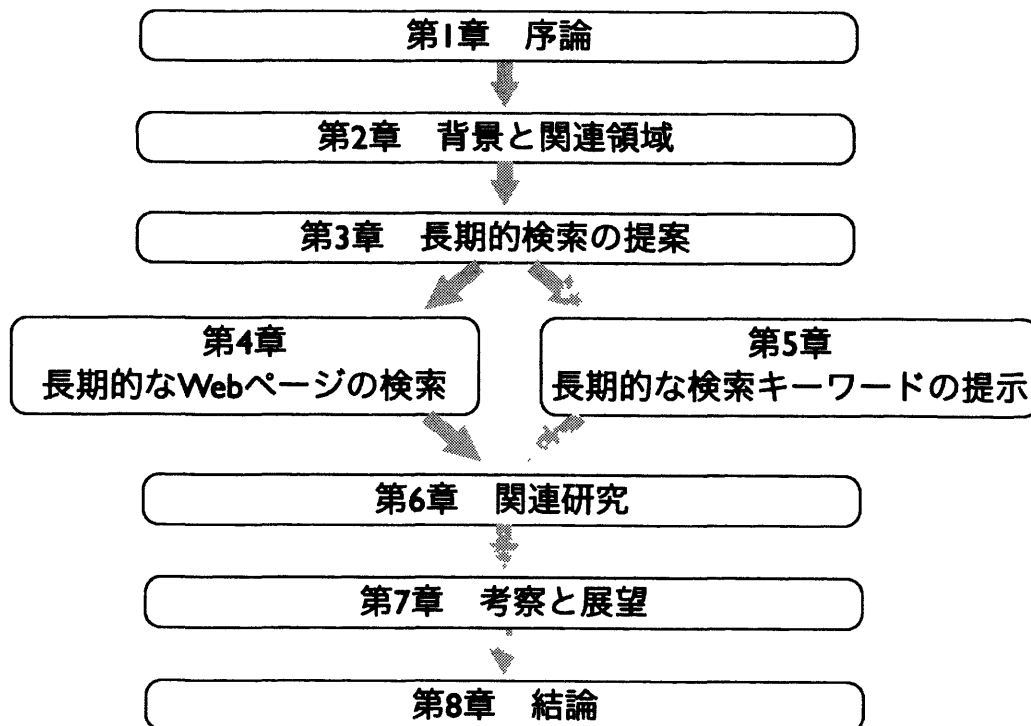 第1章　序論
第2章　背景と関連領域
第3章　長期的検索の提案
第4章
長期的なWebページの検索
第5章
長期的な検索キーワードの提示
第6章　関連研究
第7章　考察と展望
第8章　結論